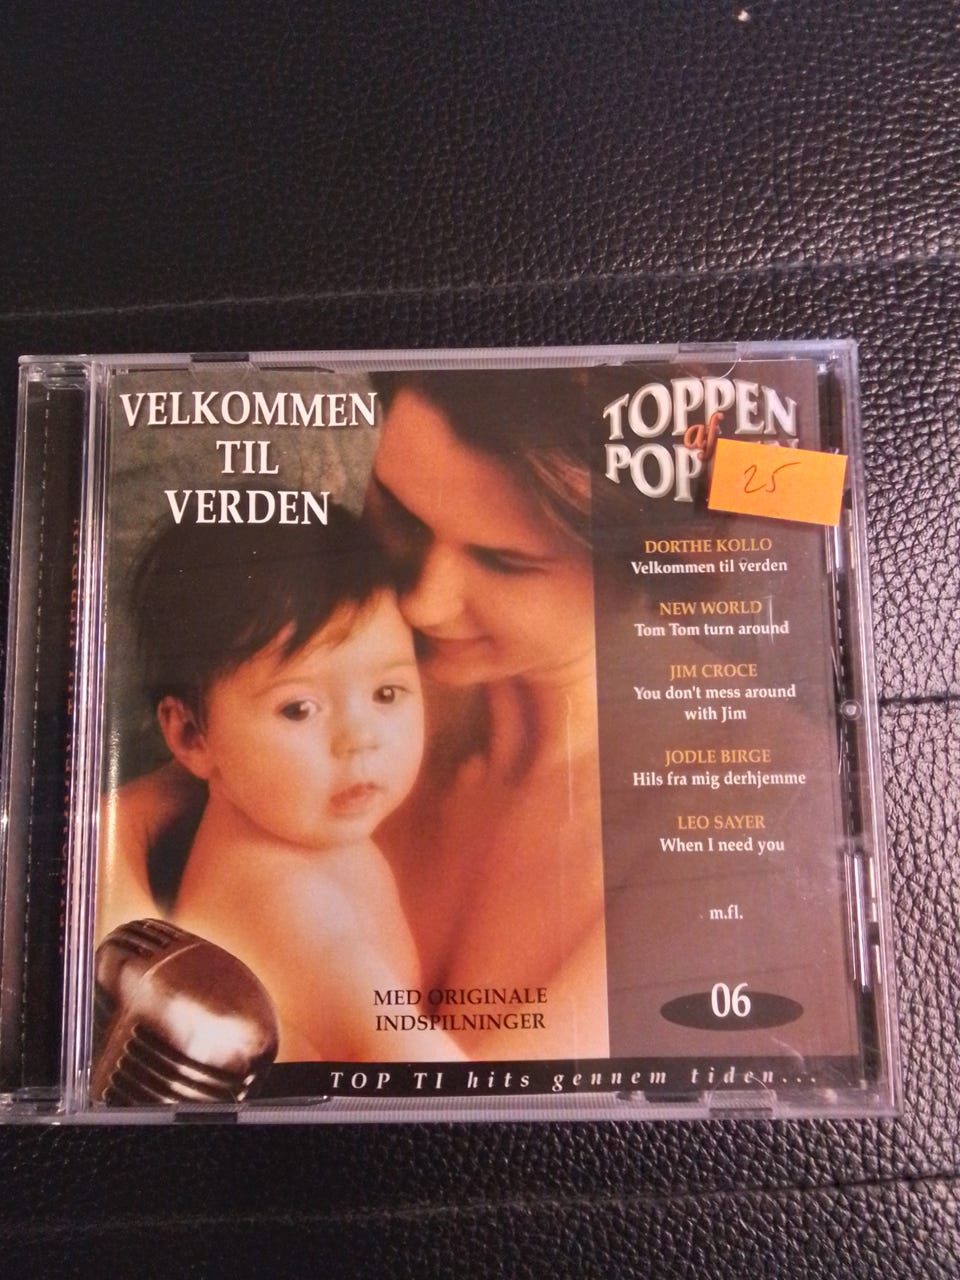 VELKOMMEN
TIL
VERDEN
TOPPEN
af
25
DORTHE KOLLO
Velkommen til verden
NEW WORLD
Tom Tom turn around
JIM CROCE
You don't mess around
with Jim
JODLE BIRGE
Hils fra mig derhjemme
LEO SAYER
When I need you
m.fl.
06
MED ORIGINALE
INDSPILNINGER
TOP TI hits gennem tiden...